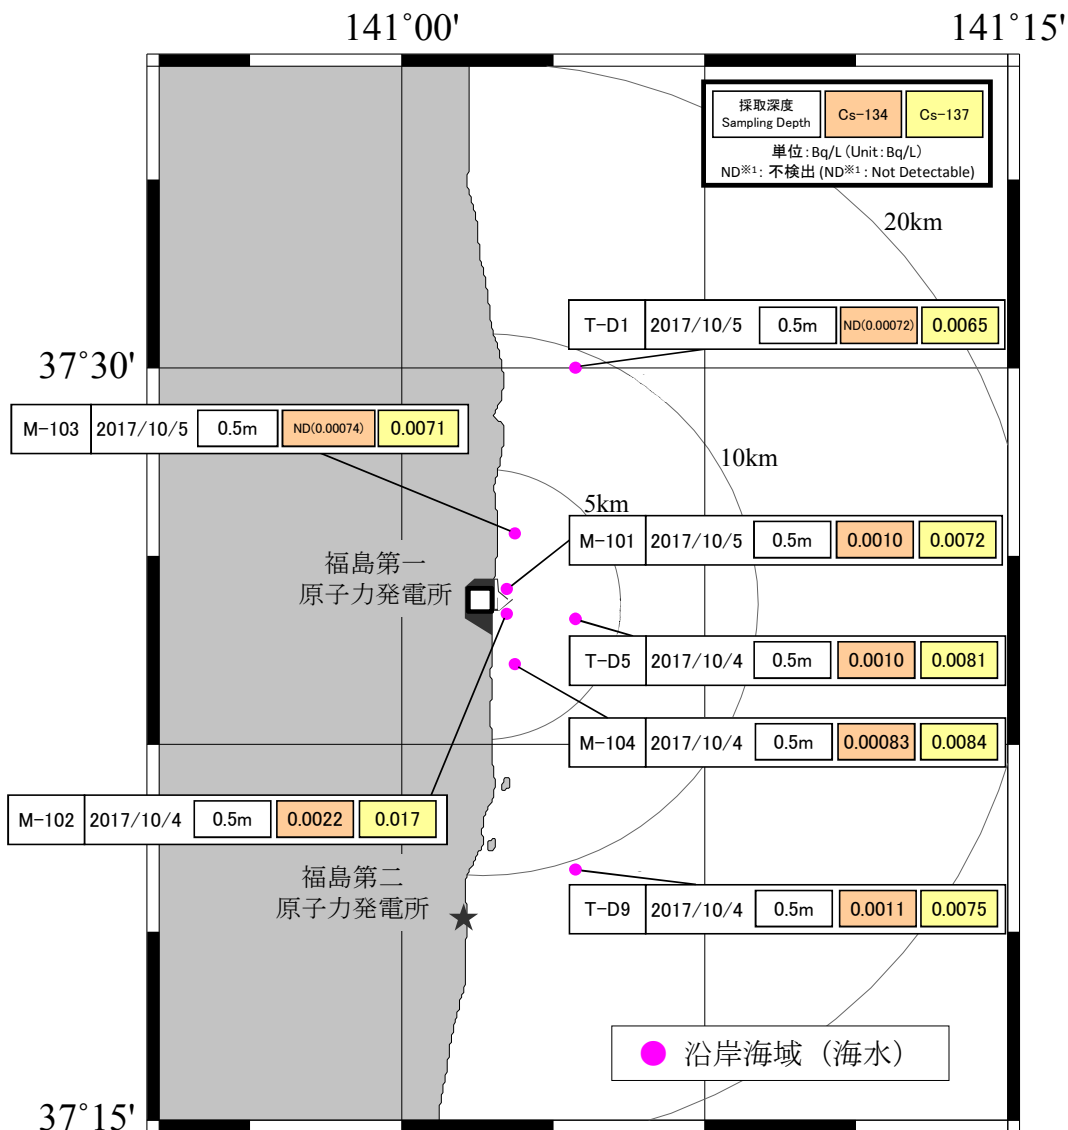 141°00' 141°15'
採取深度
Sampling Depth
Cs-134
Cs-137
単位:Bq/L (Unit:Bq/L)
ND※1: 不検出 (ND※1: Not Detectable)
20km
T-D1 2017/10/5 0.5m ND(0.00072) 0.0065
37°30'
M-103 2017/10/5 0.5m ND(0.00074) 0.0071
10km
5km
M-101 2017/10/5 0.5m 0.0010 0.0072
福島第一
原子力発電所
T-D5 2017/10/4 0.5m 0.0010 0.0081
M-104 2017/10/4 0.5m 0.00083 0.0084
M-102 2017/10/4 0.5m 0.0022 0.017
福島第二
原子力発電所
T-D9 2017/10/4 0.5m 0.0011 0.0075
沿岸海域(海水)
37°15'